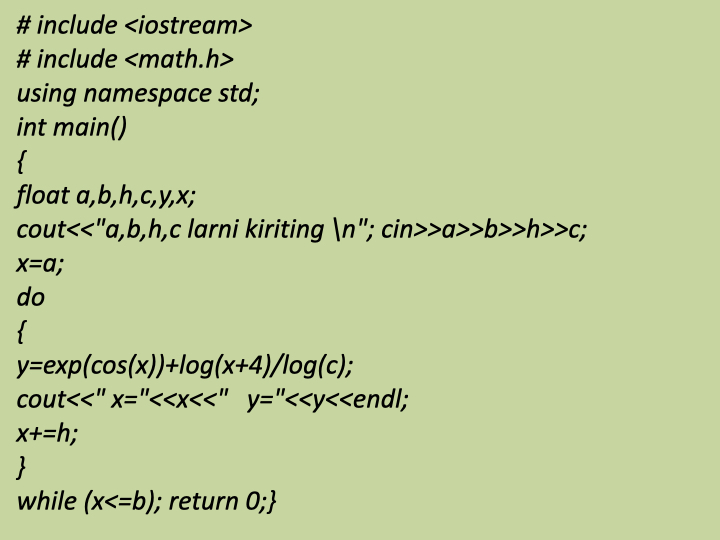 # include <iostream>
# include <math.h>
using namespace std;
int main()
{
float a,b,h,c,y,x;
cout<<"a,b,h,c larni kiriting \n"; cin>>a>>b>>h>>c;
x=a;
do
{
y=exp(cos(x))+log(x+4)/log(c);
cout<<" x="<<x<<"   y="<<y<<endl;
x+=h;
}
while (x<=b); return 0;}